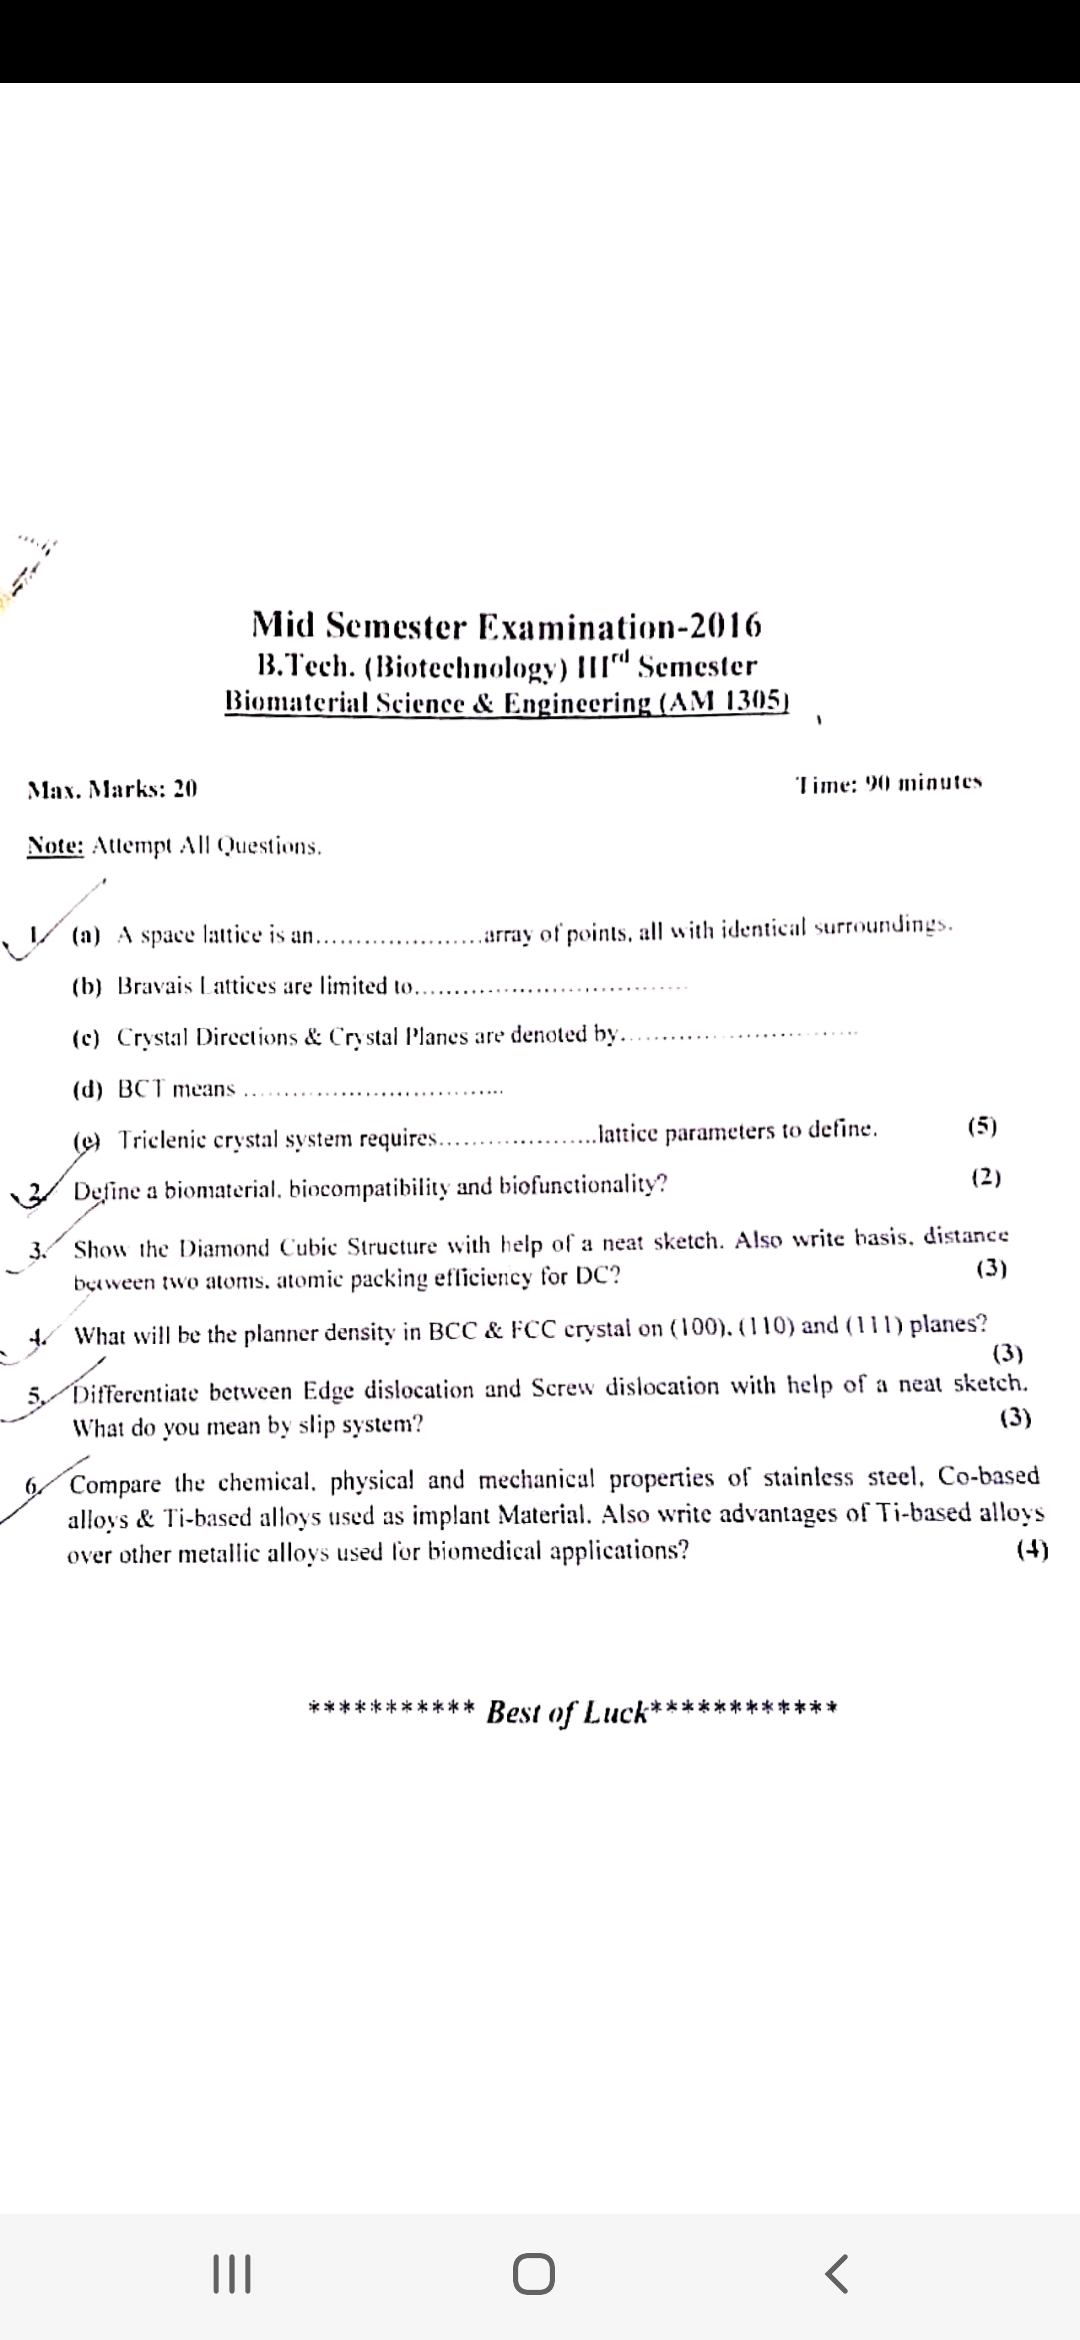 Mid Semester Examination-2016
B.Tech. (Biotechnology) IIIrd Semester
Biomaterial Science & Engineering (AM 1305)
Max. Marks: 20 Time: 90 minutes
Note: Attempt All Questions.
1. (a) A space lattice is an.....................array of points, all with identical surroundings.
(b) Bravais Lattices are limited to..................................
(c) Crystal Directions & Crystal Planes are denoted by.............................
(d) BCT means ................................
(e) Triclenic crystal system requires....................lattice parameters to define. (5)
2. Define a biomaterial, biocompatibility and biofunctionality? (2)
3. Show the Diamond Cubic Structure with help of a neat sketch. Also write basis, distance
between two atoms, atomic packing efficiency for DC? (3)
4. What will be the planner density in BCC & FCC crystal on (100), (110) and (111) planes?
(3)
5. Differentiate between Edge dislocation and Screw dislocation with help of a neat sketch.
What do you mean by slip system? (3)
6. Compare the chemical, physical and mechanical properties of stainless steel, Co-based
alloys & Ti-based alloys used as implant Material. Also write advantages of Ti-based alloys
over other metallic alloys used for biomedical applications? (4)
*********** Best of Luck************